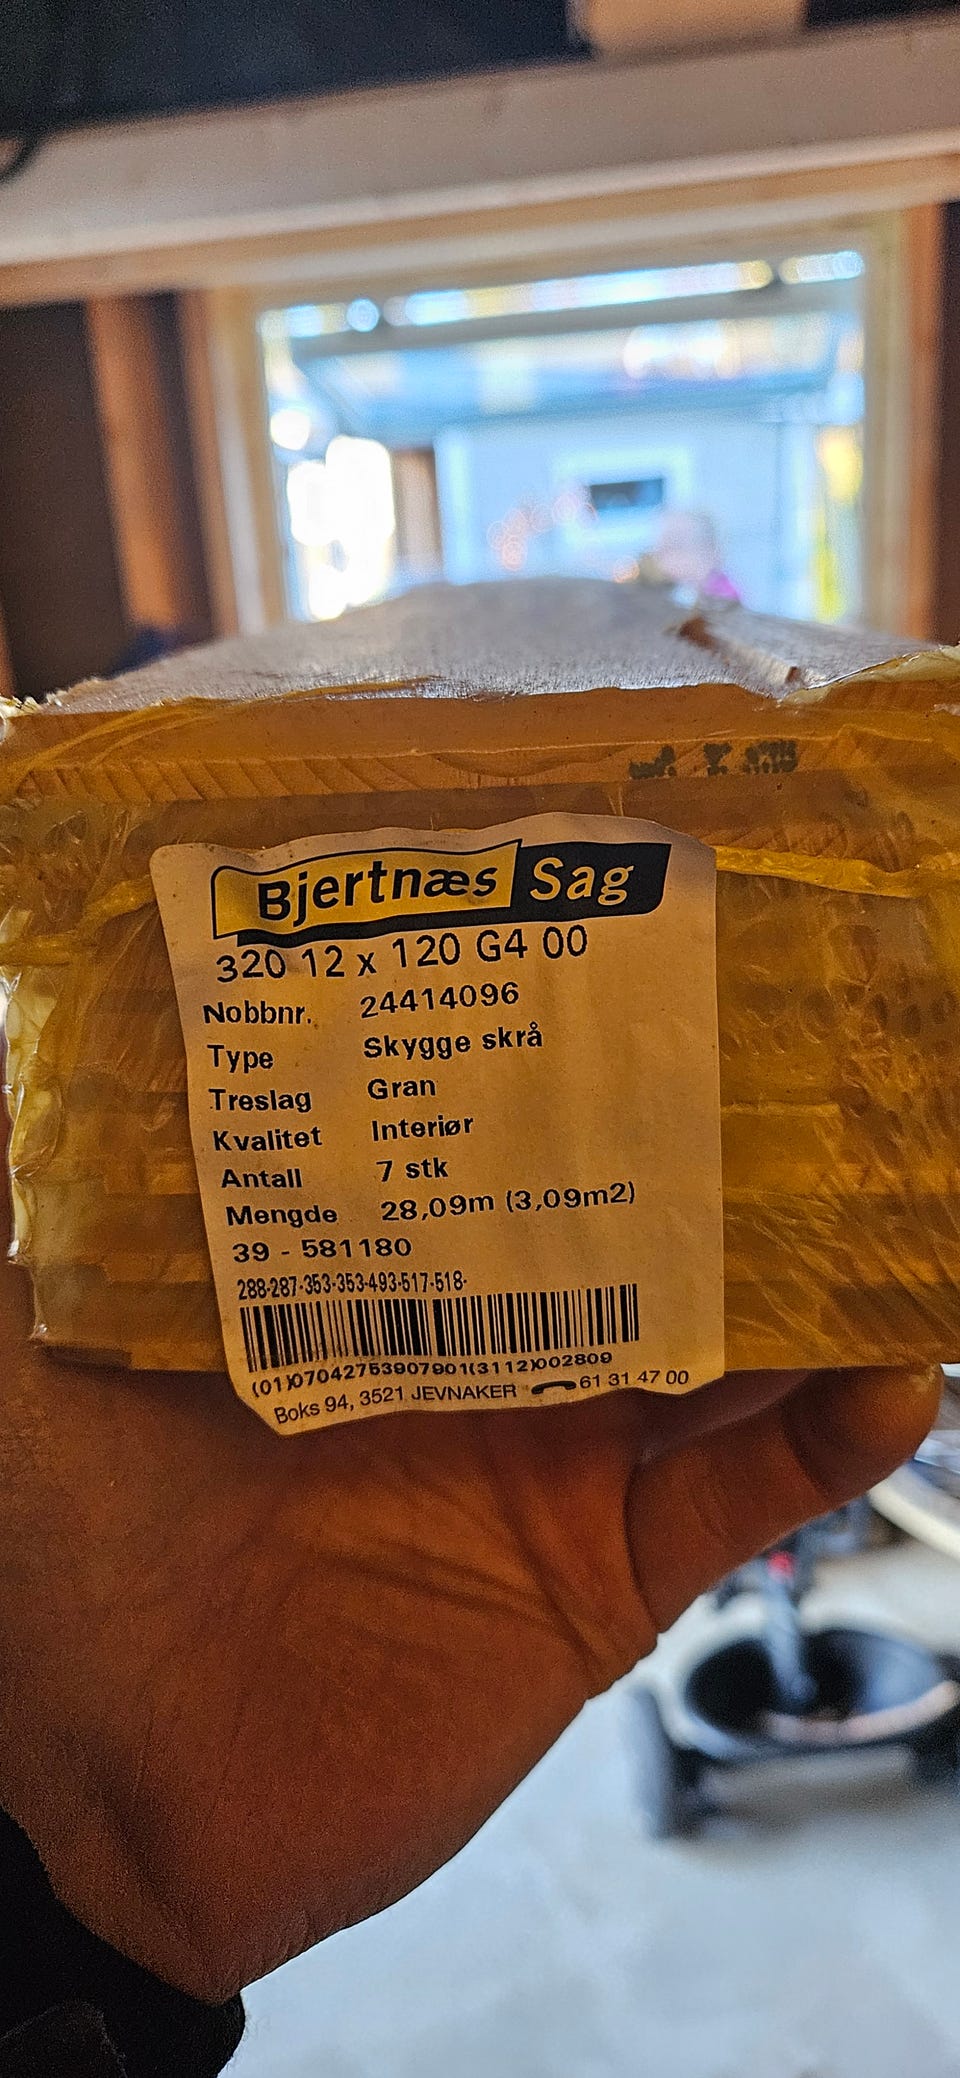 Bjertnæs Sag
320 12 x 120 G4 00
Nobbnr. 24414096
Type Skygge skrå
Treslag Gran
Kvalitet Interiør
Antall 7 stk
Mengde 28,09m (3,09m2)
39 - 581180
288-287-353-353-493-517-518-
(01)07042753907901(3112)002809
Boks 94, 3521 JEVNAKER 61 31 47 00